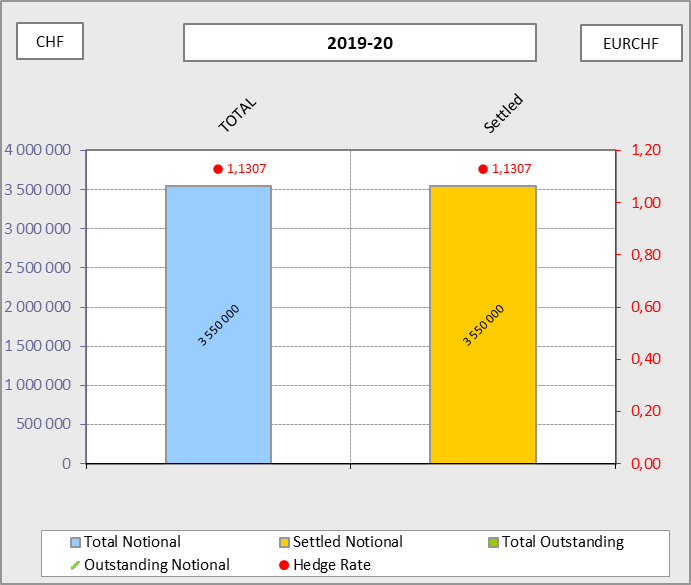 CHF
2019-20
EURCHF
TOTAL
Settled
4 000 000
3 500 000
3 000 000
2 500 000
2 000 000
1 500 000
1 000 000
500 000
0
1,1307
1,1307
3 550 000
3 550 000
1,20
1,00
0,80
0,60
0,40
0,20
0,00
Total Notional
Settled Notional
Total Outstanding
Outstanding Notional
Hedge Rate